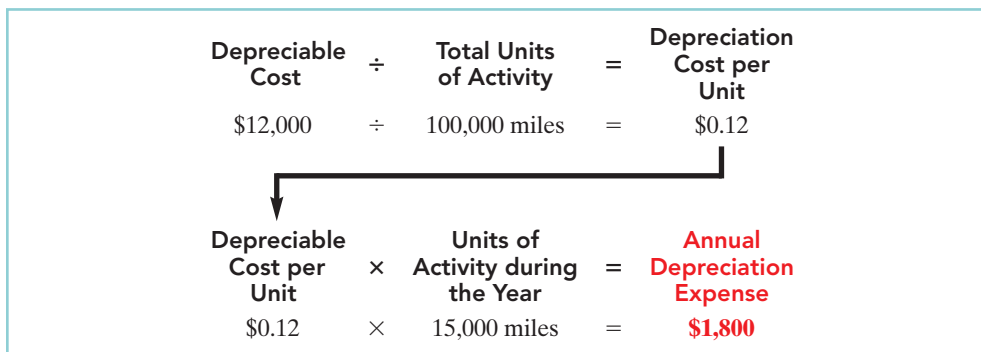 Depreciable ÷ Total Units = Depreciation
Cost of Activity Cost per
Unit
$12,000 ÷ 100,000 miles = $0.12
Depreciable Units of Annual
Cost per × Activity during = Depreciation
Unit the Year Expense
$0.12 × 15,000 miles = $1,800